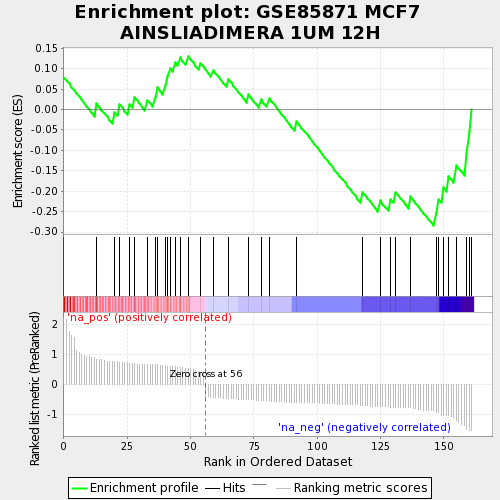 Enrichment plot: GSE85871 MCF7
AINSLIADIMERA 1UM 12H
Enrichment score (ES)
0.15
0.10
0.05
0.00
-0.05
-0.10
-0.15
-0.20
-0.25
-0.30
'na_pos' (positively correlated)
Ranked list metric (PreRanked)
2
1
0
-1
Zero cross at 56
'na_neg' (negatively correlated)
0 25 50 75 100 125 150
Rank in Ordered Dataset
Enrichment profile Hits Ranking metric scores